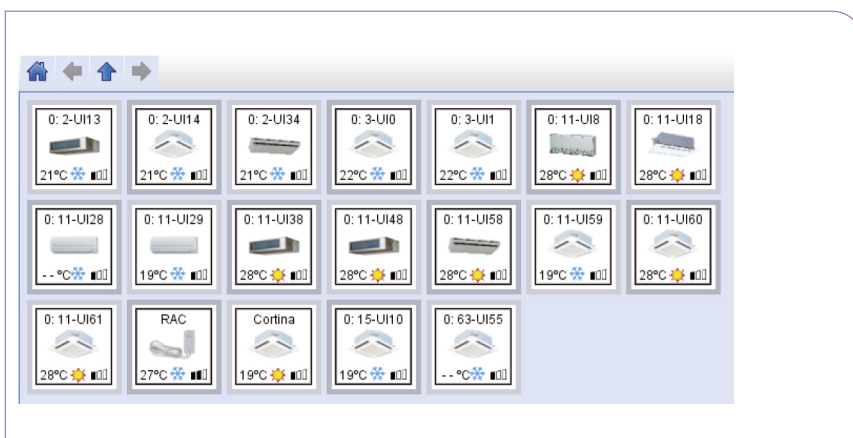 0: 2-UI13
21ºC
0: 2-UI14
21ºC
0: 2-UI34
21ºC
0: 3-UI0
22ºC
0: 3-UI1
22ºC
0: 11-UI8
28ºC
0: 11-UI18
28ºC
0: 11-UI28
- - ºC
0: 11-UI29
19ºC
0: 11-UI38
28ºC
0: 11-UI48
28ºC
0: 11-UI58
28ºC
0: 11-UI59
19ºC
0: 11-UI60
28ºC
0: 11-UI61
28ºC
RAC
27ºC
Cortina
19ºC
0: 15-UI10
19ºC
0: 63-UI55
- - ºC